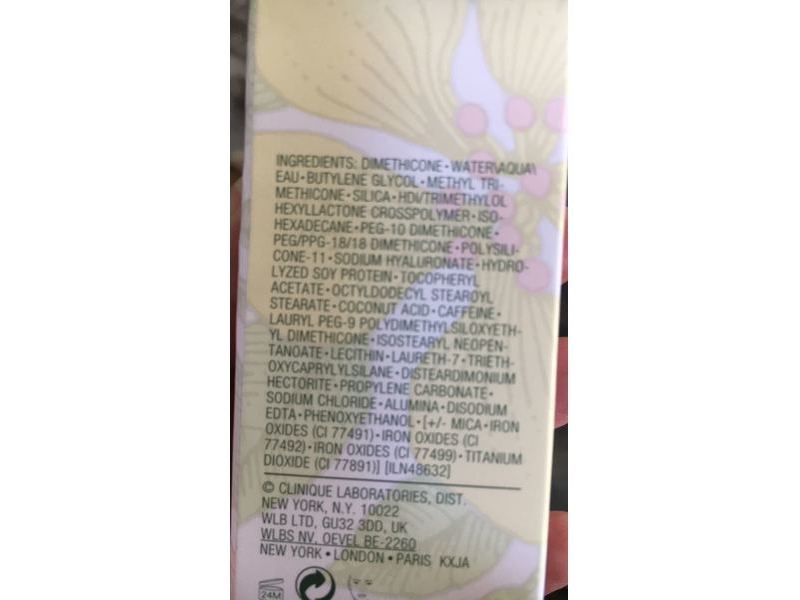 INGREDIENTS: DIMETHICONE • WATER\AQUA\
EAU • BUTYLENE GLYCOL • METHYL TRI-
METHICONE • SILICA • HDI/TRIMETHYLOL
HEXYLLACTONE CROSSPOLYMER • ISO-
HEXADECANE • PEG-10 DIMETHICONE •
PEG/PPG-18/18 DIMETHICONE • POLYSILI-
CONE-11 • SODIUM HYALURONATE • HYDRO-
LYZED SOY PROTEIN • TOCOPHERYL
ACETATE • OCTYLDODECYL STEAROYL
STEARATE • COCONUT ACID • CAFFEINE •
LAURYL PEG-9 POLYDIMETHYLSILOXYETH-
YL DIMETHICONE • ISOSTEARYL NEOPEN-
TANOATE • LECITHIN • LAURETH-7 • TRIETH-
OXYCAPRYLYLSILANE • DISTEARDIMONIUM
HECTORITE • PROPYLENE CARBONATE •
SODIUM CHLORIDE • ALUMINA • DISODIUM
EDTA • PHENOXYETHANOL • [+/- MICA • IRON
OXIDES (CI 77491) • IRON OXIDES (CI
77492) • IRON OXIDES (CI 77499) • TITANIUM
DIOXIDE (CI 77891)] [ILN48632]
© CLINIQUE LABORATORIES, DIST.
NEW YORK, N.Y. 10022
WLB LTD, GU32 3DD, UK
WLBS NV, OEVEL BE-2260
NEW YORK • LONDON • PARIS KXJA
24M